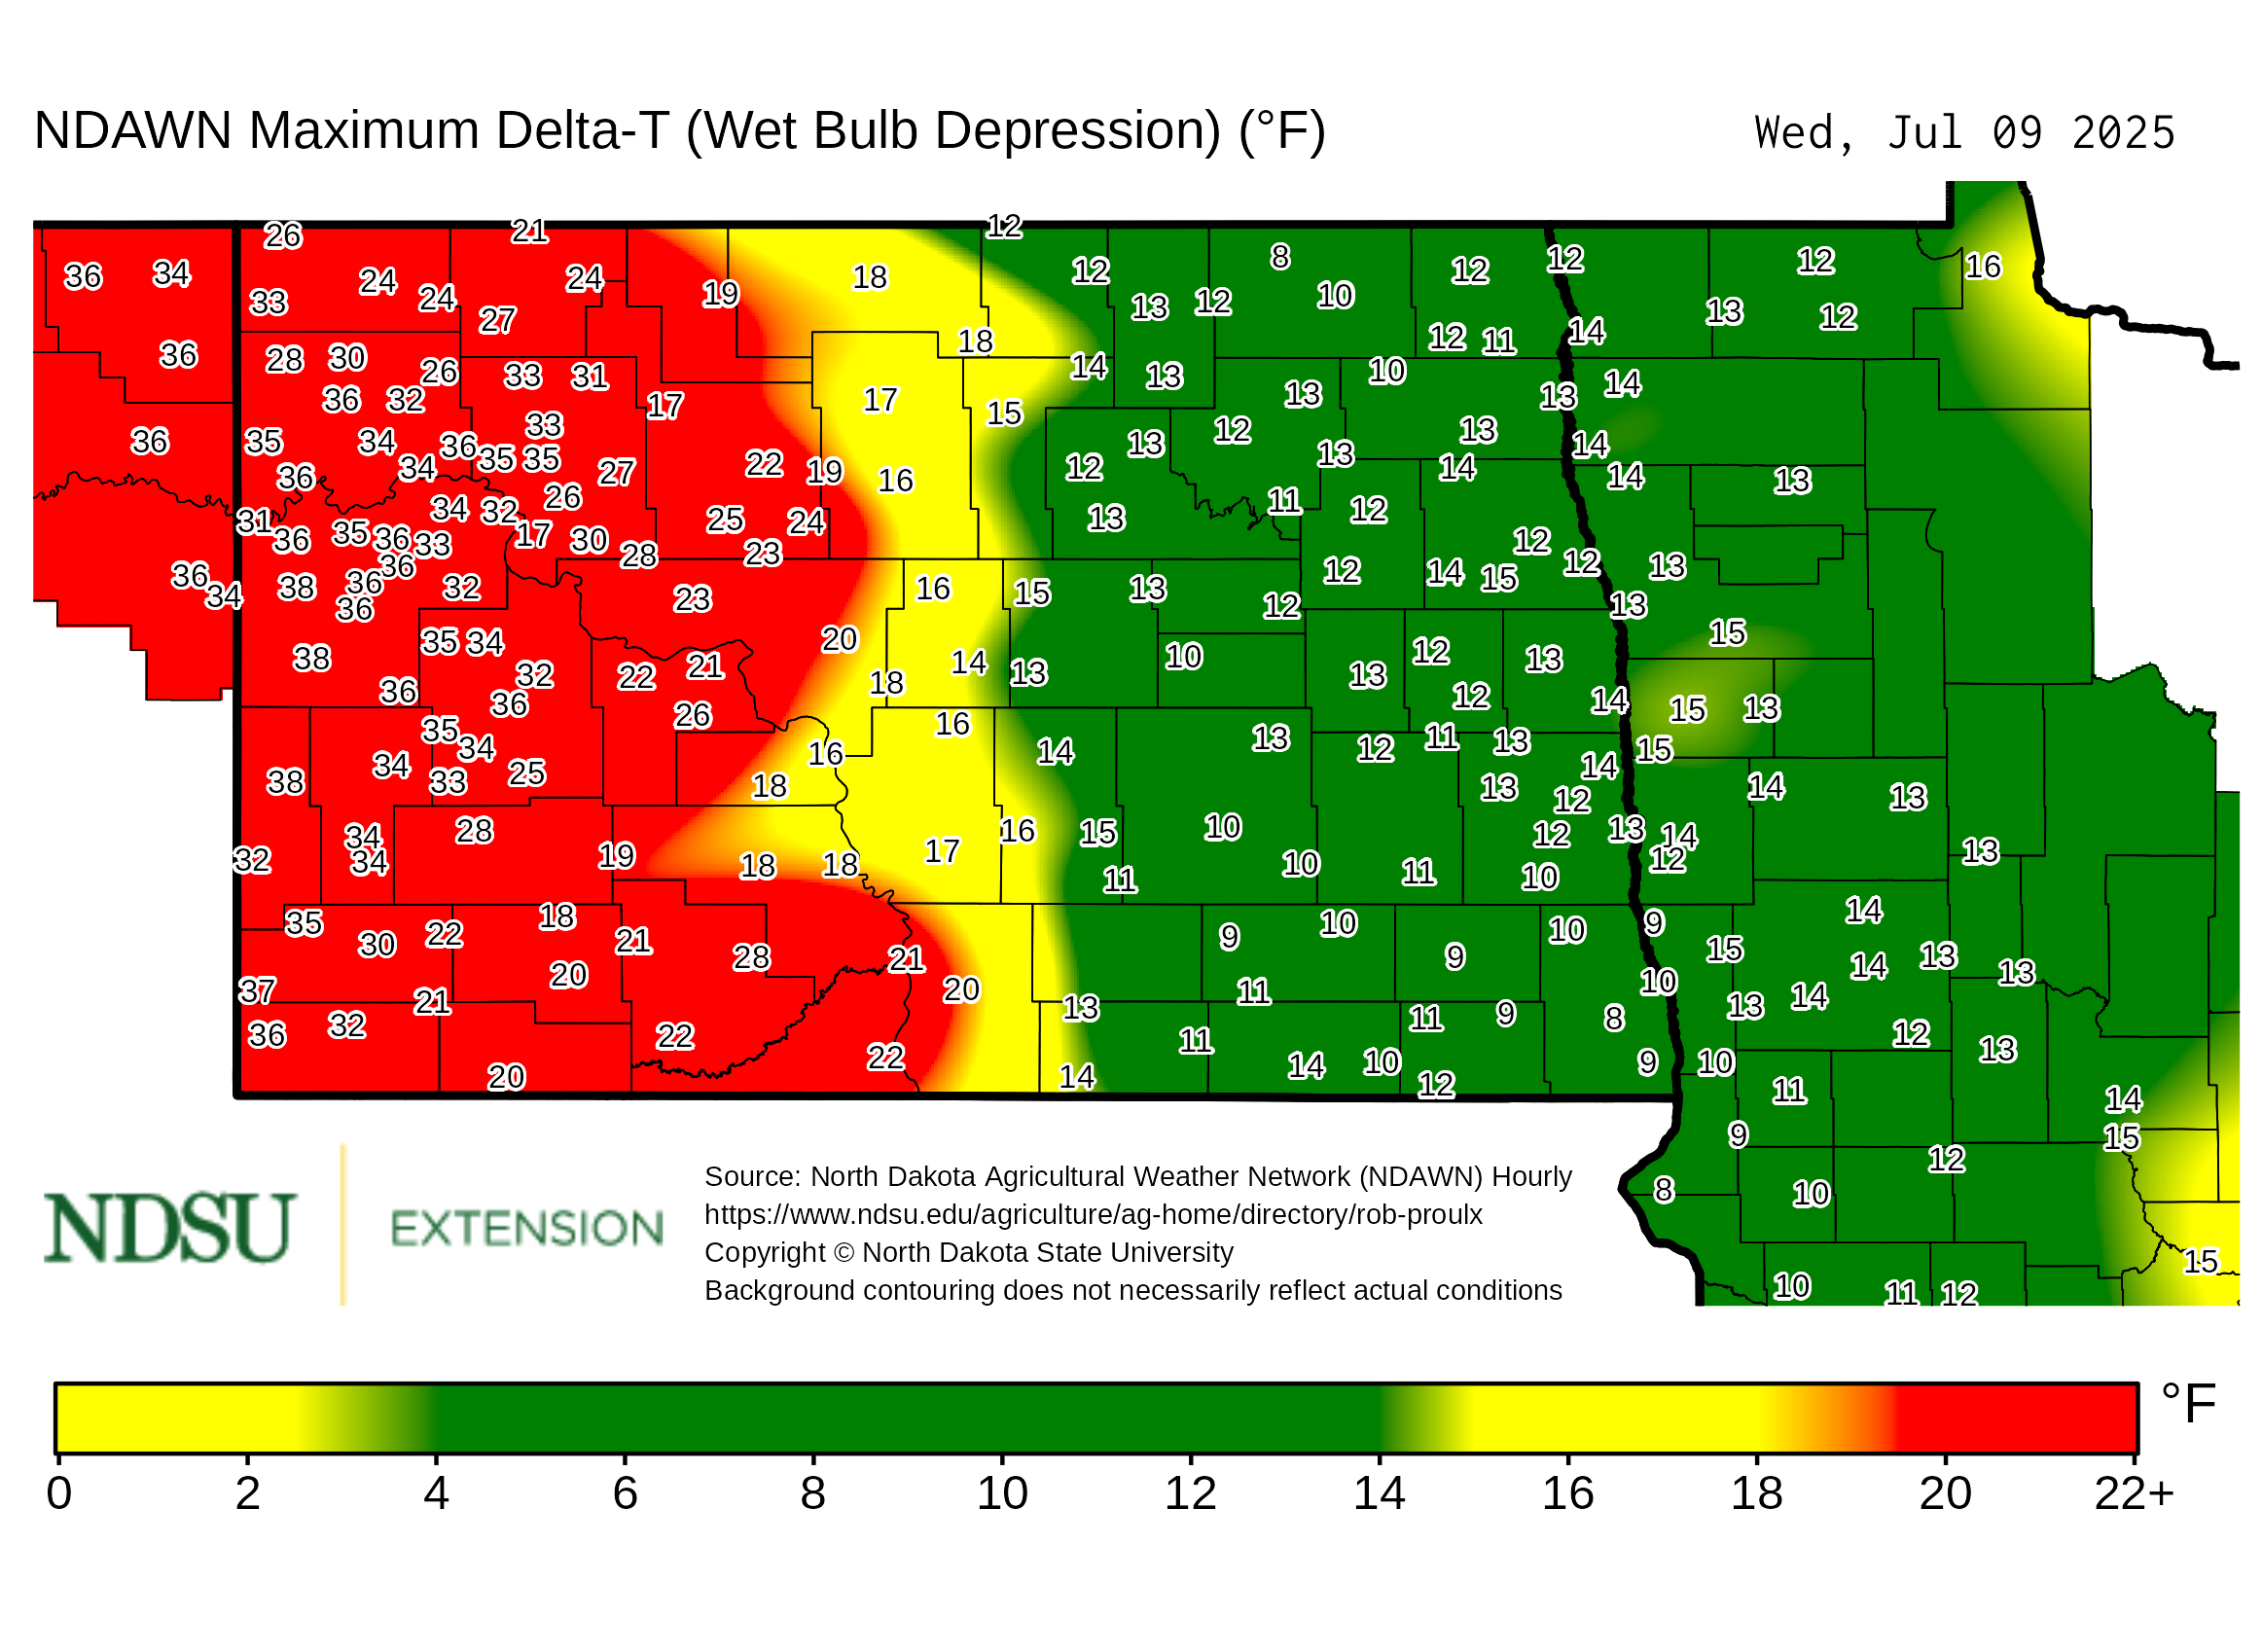 NDAWN Maximum Delta-T (Wet Bulb Depression) (°F)
Wed, Jul 09 2025
26 21 12
36 34 24 24 18 12 8 12 12 12 16
33 24 19 13 12 10 13 12
27 18 12 11 14
36 28 30 26 33 31 14 13 10 14
36 32 17 17 15 13 13
36 35 34 36 33 13 12 13 13 14
36 34 35 35 27 22 19 16 12 14 14 13
31 34 32 26 25 24 13 11 12
36 35 36 33 17 30 28 23 12 12
36 34 38 36 36 32 16 15 13 12 14 15 13
36 23 12 13
35 34 20 15
38 32 22 21 18 14 13 10 13 12 13
36 36 26 16 12 14 15 13
35 34 16 14 13 12 11 13 15
38 34 33 25 18 13 14 12 14 13
34 28 16 15 10 12 13 14
32 34 19 18 18 17 11 10 11 10 12 13
35 18 9 10 10 9 14
30 22 21 28 21 9 15 14 13
37 20 20 11 10 13 13
36 32 21 13 11 9 8 13 14 12
22 22 11 14 10 9 10 13
20 14 12 11 14
9 15
12
8 10
15
10 11 12
NDSU
EXTENSION
Source: North Dakota Agricultural Weather Network (NDAWN) Hourly
https://www.ndsu.edu/agriculture/ag-home/directory/rob-proulx
Copyright © North Dakota State University
Background contouring does not necessarily reflect actual conditions
°F
0 2 4 6 8 10 12 14 16 18 20 22+